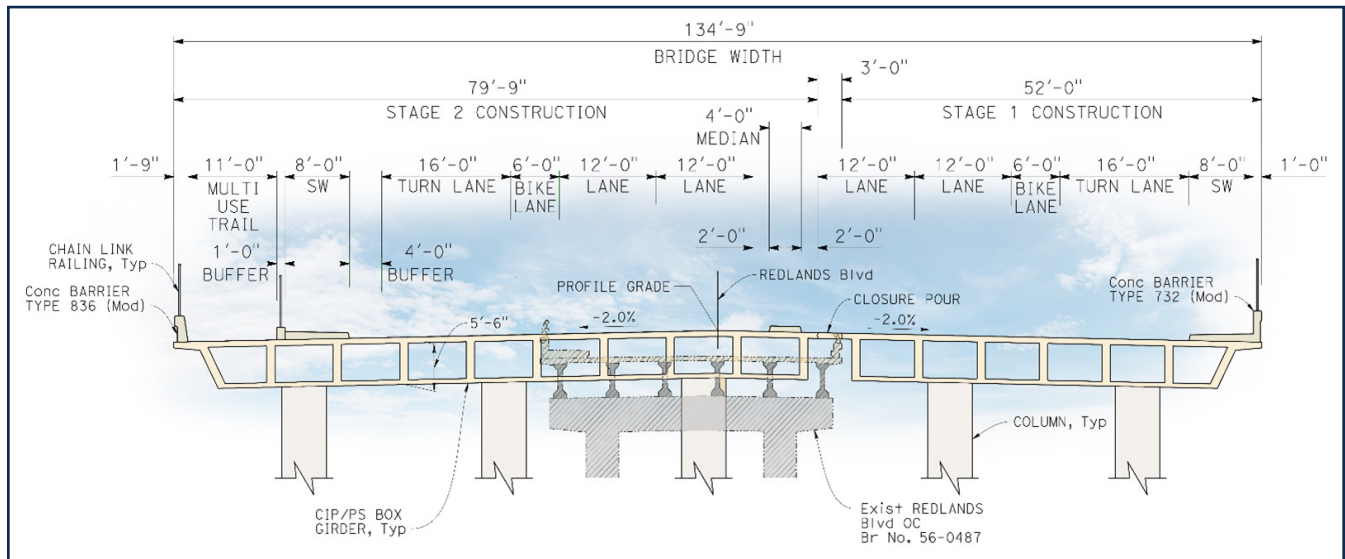 134'-9"
BRIDGE WIDTH
3'-0"
79'-9"
STAGE 2 CONSTRUCTION
52'-0"
STAGE 1 CONSTRUCTION
4'-0"
MEDIAN
1'-9"
11'-0"
MULTI
USE
TRAIL
8'-0"
SW
16'-0"
TURN LANE
6'-0"
BIKE
LANE
12'-0"
LANE
12'-0"
LANE
12'-0"
LANE
12'-0"
LANE
6'-0"
BIKE
LANE
16'-0"
TURN LANE
8'-0"
SW
1'-0"
1'-0"
BUFFER
4'-0"
BUFFER
2'-0"
2'-0"
CHAIN LINK
RAILING, Typ
Conc BARRIER
TYPE 836 (Mod)
5'-6"
-2.0%
PROFILE GRADE
REDLANDS Blvd
CLOSURE POUR
-2.0%
Conc BARRIER
TYPE 732 (Mod)
COLUMN, Typ
CIP/PS BOX
GIRDER, Typ
Exist REDLANDS
Blvd OC
Br No. 56-0487